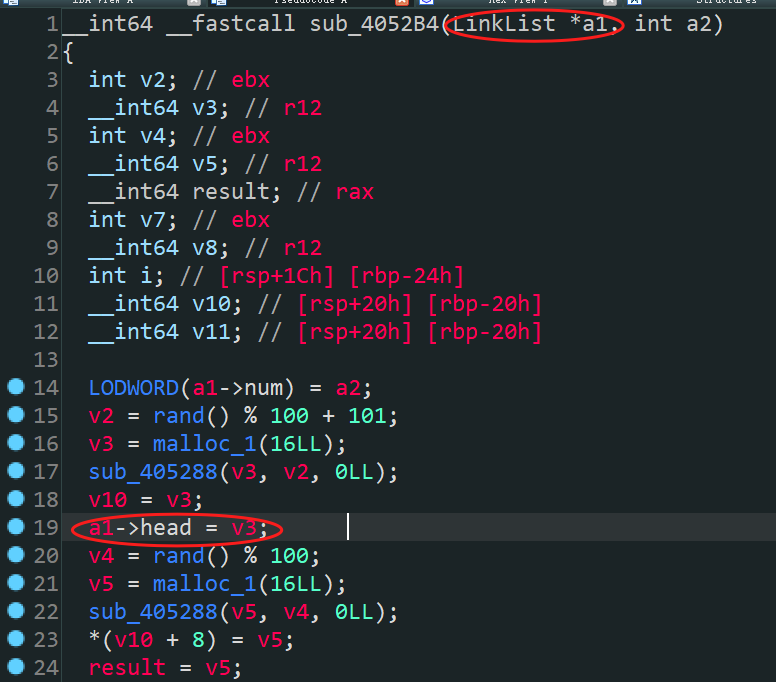 IDA View-A Pseudocode-A Hex View-1 Structures
1 __int64 __fastcall sub_4052B4(LinkList *a1, int a2)
2 {
3 int v2; // ebx
4 __int64 v3; // r12
5 int v4; // ebx
6 __int64 v5; // r12
7 __int64 result; // rax
8 int v7; // ebx
9 __int64 v8; // r12
10 int i; // [rsp+1Ch] [rbp-24h]
11 __int64 v10; // [rsp+20h] [rbp-20h]
12 __int64 v11; // [rsp+20h] [rbp-20h]
13
14 LODWORD(a1->num) = a2;
15 v2 = rand() % 100 + 101;
16 v3 = malloc_1(16LL);
17 sub_405288(v3, v2, 0LL);
18 v10 = v3;
19 a1->head = v3;
20 v4 = rand() % 100;
21 v5 = malloc_1(16LL);
22 sub_405288(v5, v4, 0LL);
23 *(v10 + 8) = v5;
24 result = v5;